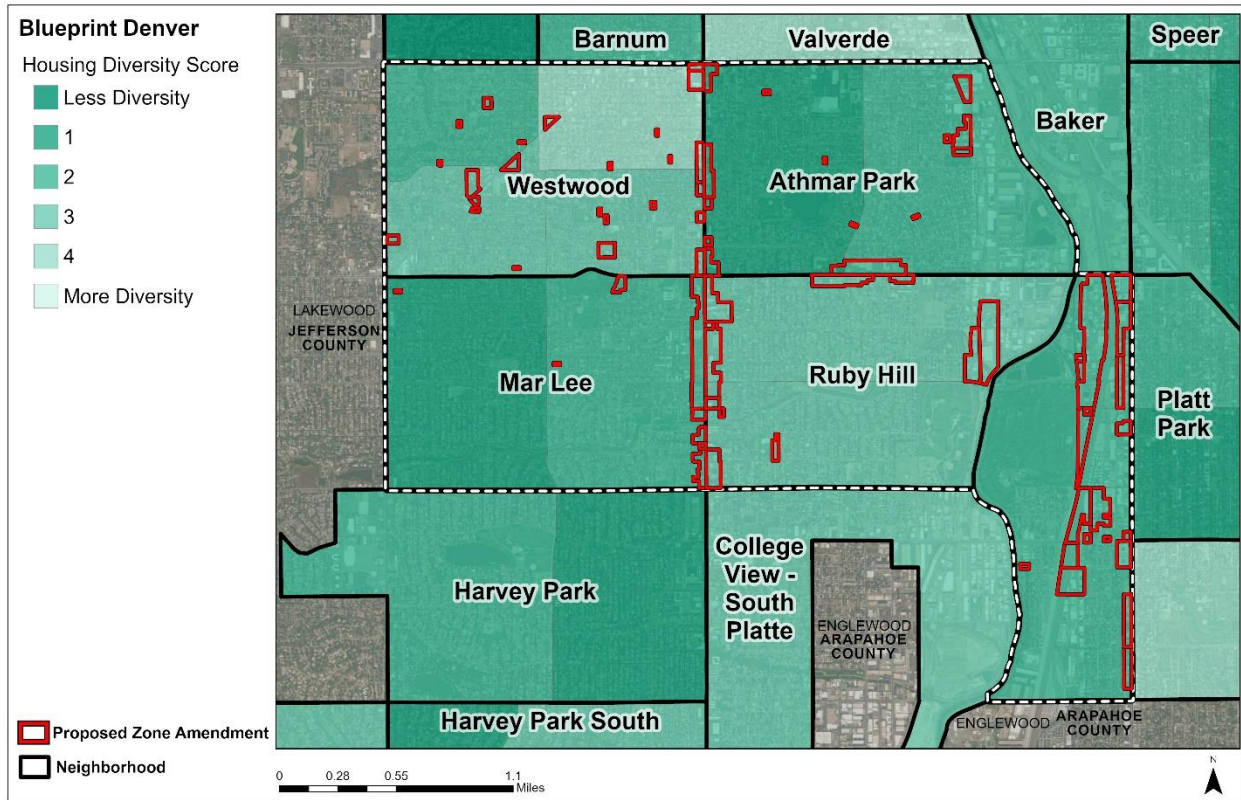 Blueprint Denver
Housing Diversity Score
Less Diversity
1
2
3
4
More Diversity
Proposed Zone Amendment
Neighborhood
Barnum
Valverde
Speer
Baker
Westwood
Athmar Park
LAKEWOOD
JEFFERSON
COUNTY
Mar Lee
Ruby Hill
Platt
Park
Harvey Park
College
View -
South
Platte
ENGLEWOOD
ARAPAHOE
COUNTY
Harvey Park South
ENGLEWOOD
ARAPAHOE
COUNTY
0 0.28 0.55 1.1
Miles
N